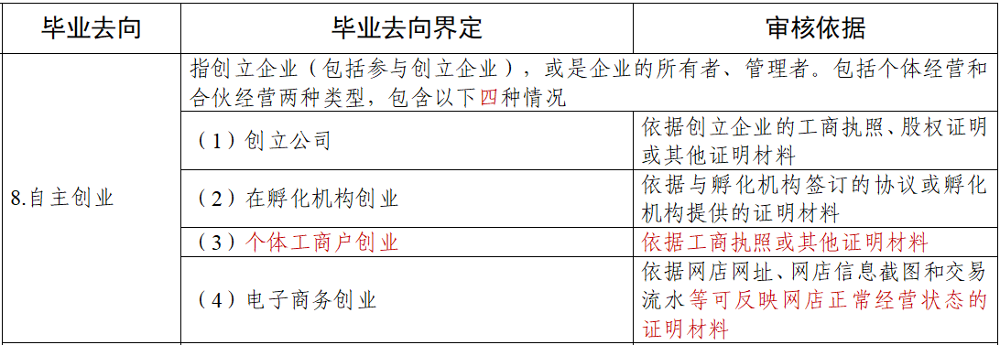 毕业去向
毕业去向界定
审核依据
8.自主创业
指创立企业（包括参与创立企业），或是企业的所有者、管理者。包括个体经营和
合伙经营两种类型，包含以下四种情况
（1）创立公司
依据创立企业的工商执照、股权证明
或其他证明材料
（2）在孵化机构创业
依据与孵化机构签订的协议或孵化
机构提供的证明材料
（3）个体工商户创业
依据工商执照或其他证明材料
（4）电子商务创业
依据网店网址、网店信息截图和交易
流水等可反映网店正常经营状态的
证明材料